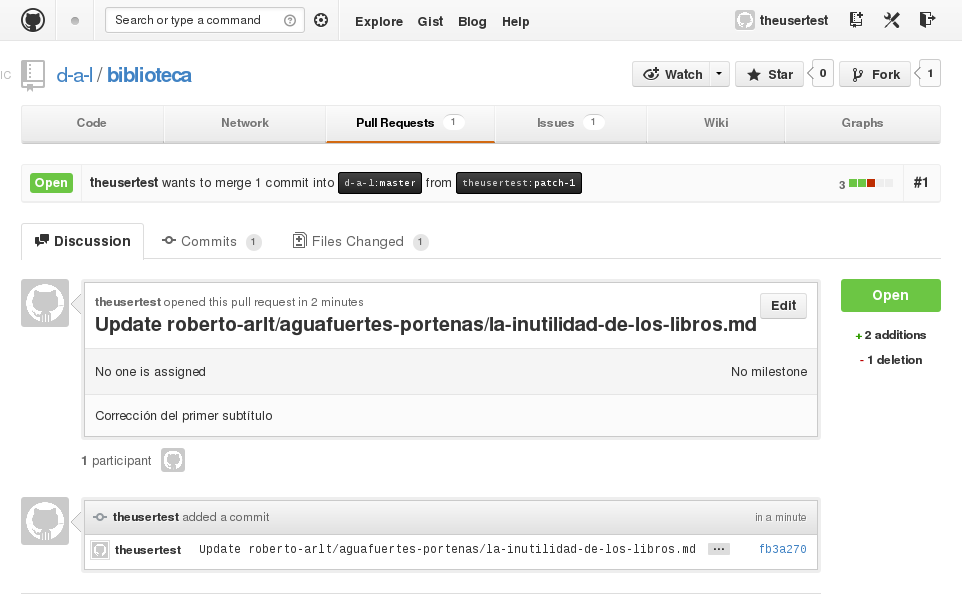 Search or type a command
Explore Gist Blog Help
theusertest
IC
d-a-l / biblioteca
Watch
Star 0
Fork 1
Code
Network
Pull Requests 1
Issues 1
Wiki
Graphs
Open theusertest wants to merge 1 commit into d-a-l:master from theusertest:patch-1 3 #1
Discussion
Commits 1
Files Changed 1
theusertest opened this pull request in 2 minutes
Edit
Update roberto-arlt/aguafuertes-portenas/la-inutilidad-de-los-libros.md
No one is assigned No milestone
Corrección del primer subtítulo
Open
+ 2 additions
- 1 deletion
1 participant
theusertest added a commit in a minute
theusertest Update roberto-arlt/aguafuertes-portenas/la-inutilidad-de-los-libros.md ... fb3a270